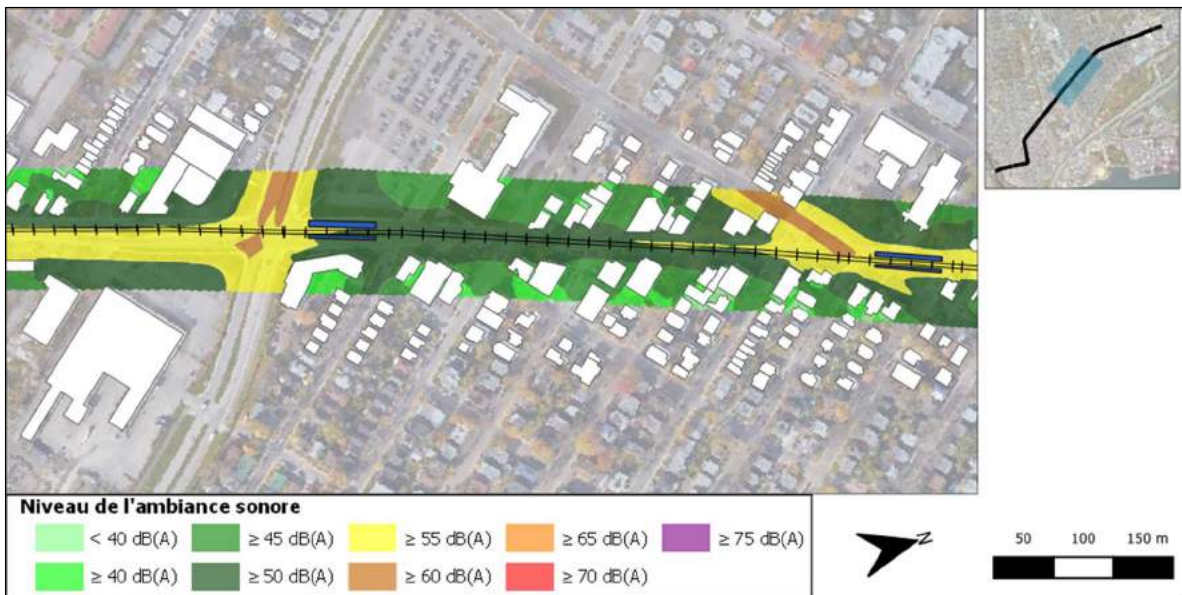 Niveau de l'ambiance sonore
< 40 dB(A) ≥ 45 dB(A) ≥ 55 dB(A) ≥ 65 dB(A) ≥ 75 dB(A)
≥ 40 dB(A) ≥ 50 dB(A) ≥ 60 dB(A) ≥ 70 dB(A)
N
50 100 150 m